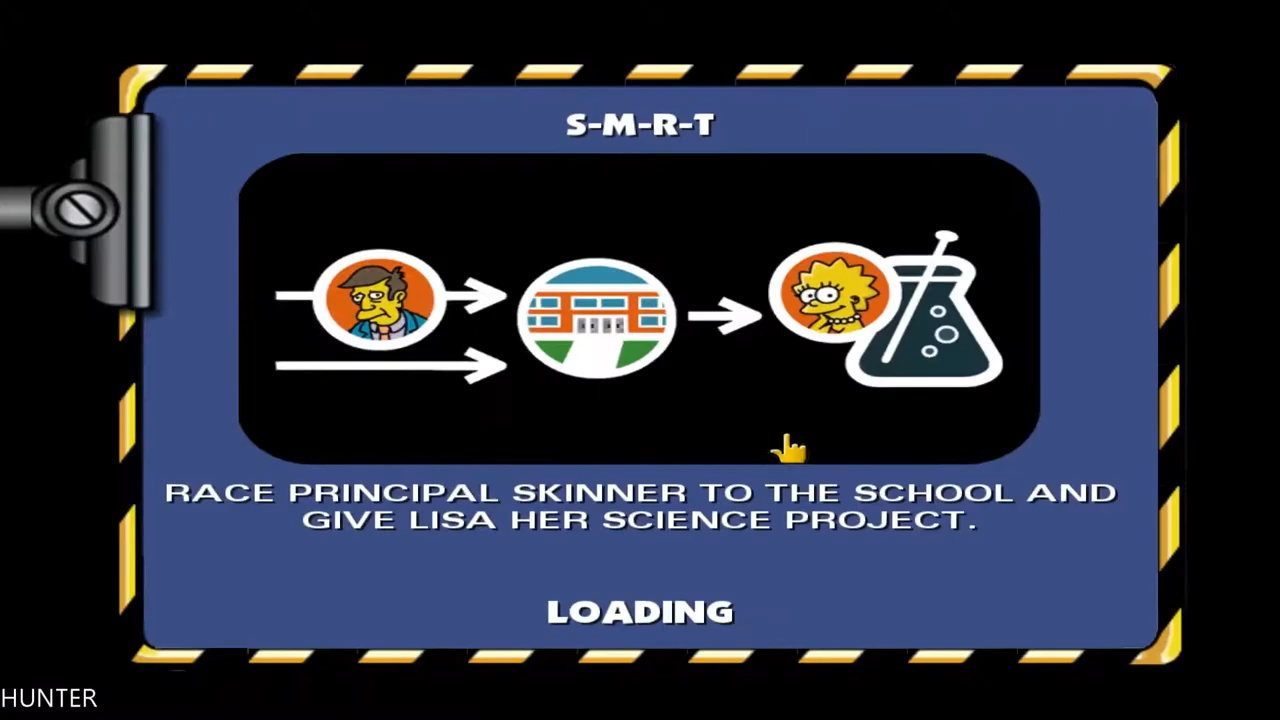 S-M-R-T
RACE PRINCIPAL SKINNER TO THE SCHOOL AND
GIVE LISA HER SCIENCE PROJECT.
LOADING
HUNTER